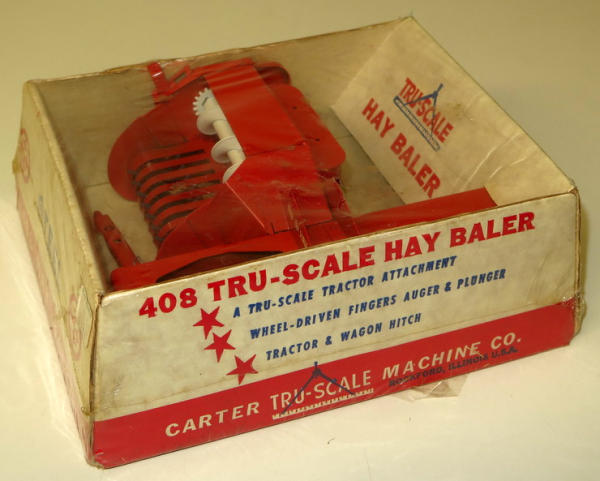 TRU-SCALE
HAY BALER
408 TRU-SCALE HAY BALER
A TRU-SCALE TRACTOR ATTACHMENT
WHEEL-DRIVEN FINGERS AUGER & PLUNGER
TRACTOR & WAGON HITCH
CARTER TRU-SCALE MACHINE CO.
ROCKFORD, ILLINOIS U.S.A.